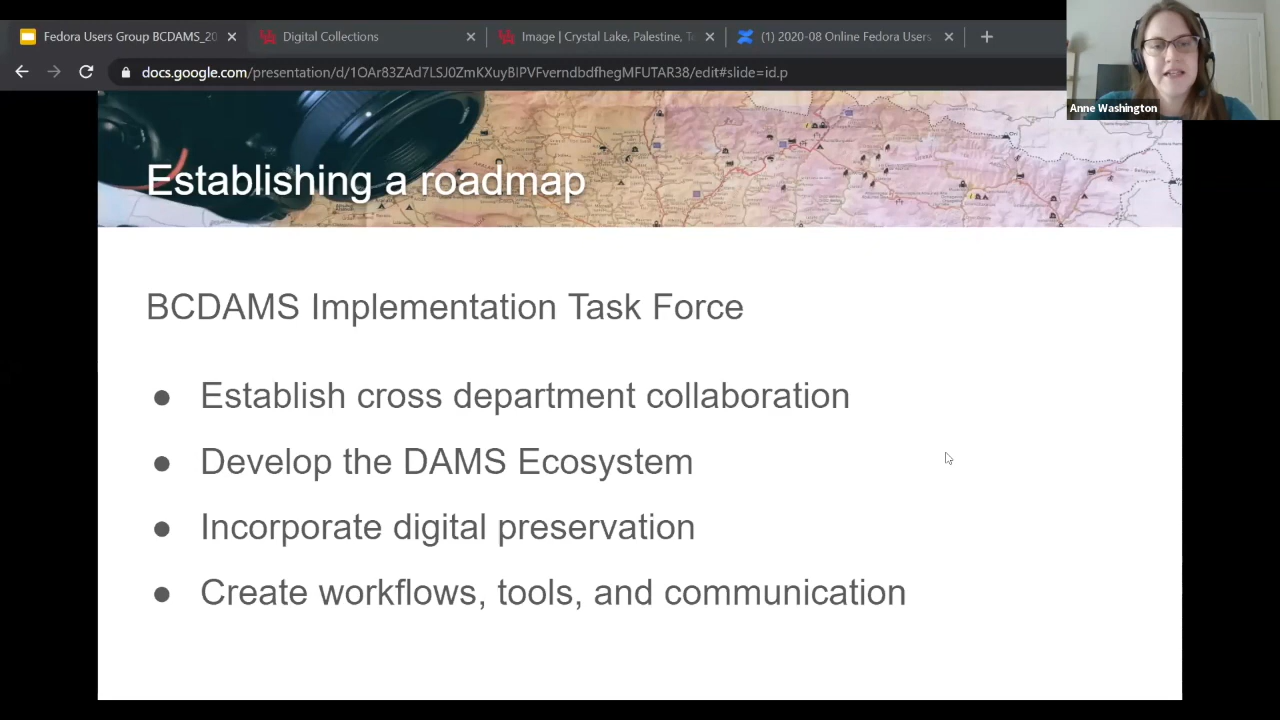 Fedora Users Group BCDAMS_20
Digital Collections
Image | Crystal Lake, Palestine, Te
(1) 2020-08 Online Fedora Users
docs.google.com/presentation/d/1OAr83ZAd7LSJ0ZmKXuyBIPVFverndbdfhegMFUTAR38/edit#slide=id.p
Anne Washington
Establishing a roadmap
BCDAMS Implementation Task Force
● Establish cross department collaboration
● Develop the DAMS Ecosystem
● Incorporate digital preservation
● Create workflows, tools, and communication